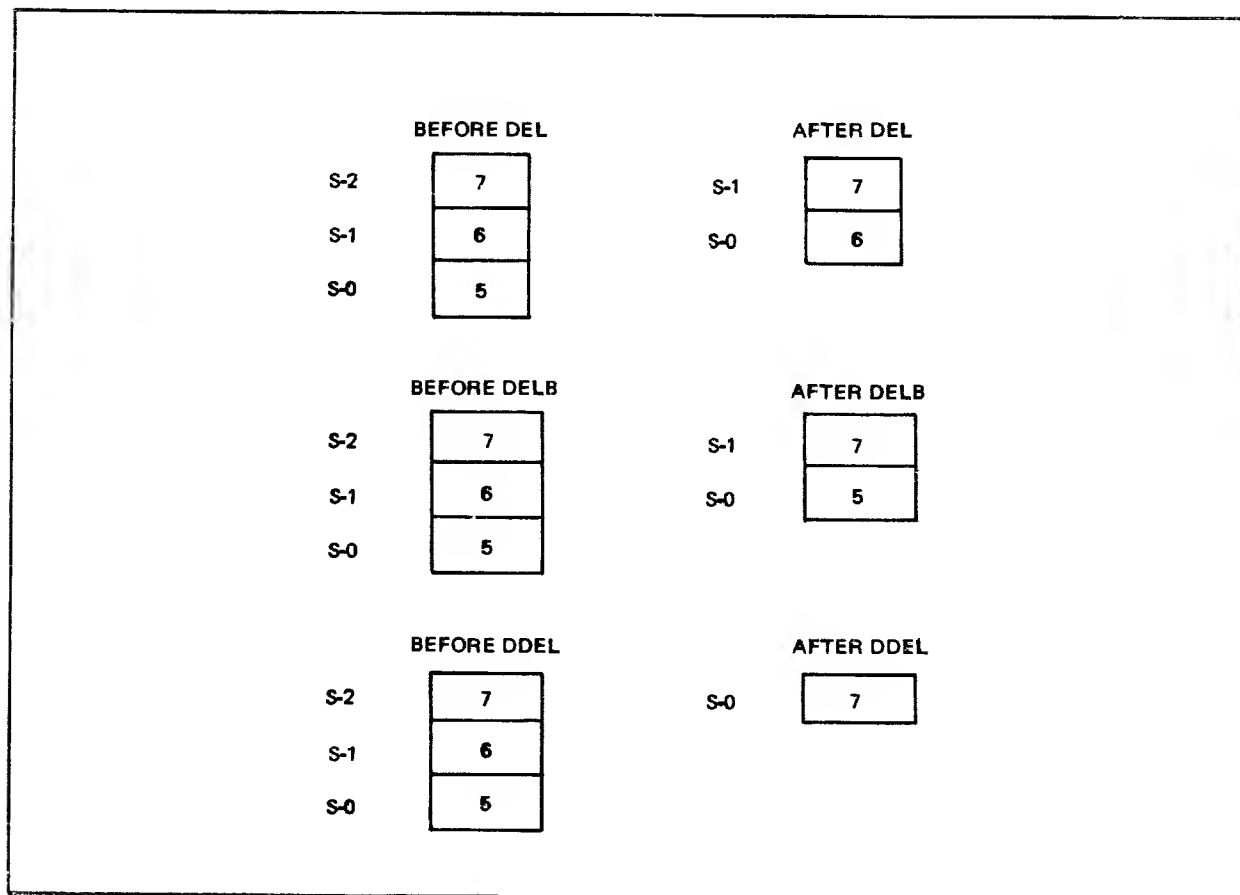 BEFORE DEL AFTER DEL
S-2 7 S-1 7
S-1 6 S-0 6
S-0 5
BEFORE DELB AFTER DELB
S-2 7 S-1 7
S-1 6 S-0 5
S-0 5
BEFORE DDEL AFTER DDEL
S-2 7 S-0 7
S-1 6
S-0 5